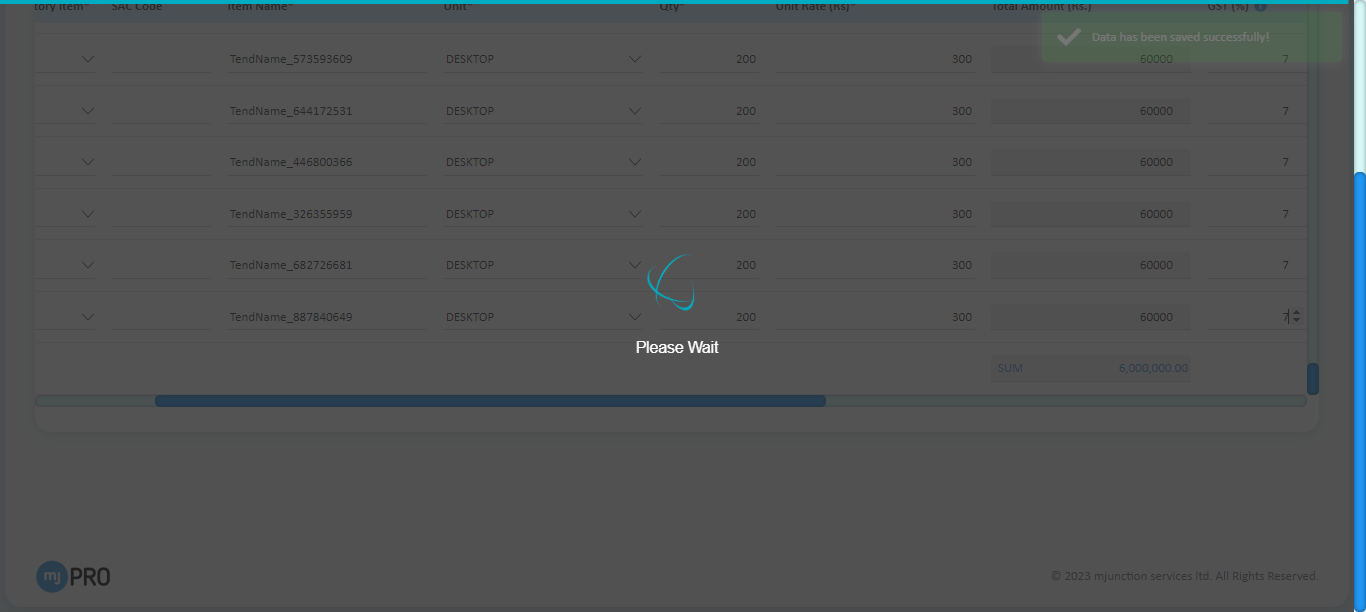 tory Item* SAC Code Item Name* Unit* Qty* Unit Rate (Rs)* Total Amount (Rs.) GST (%)
Data has been saved successfully!
TendName_573593609 DESKTOP 200 300 60000 7
TendName_644172531 DESKTOP 200 300 60000 7
TendName_446800366 DESKTOP 200 300 60000 7
TendName_326355959 DESKTOP 200 300 60000 7
TendName_682726681 DESKTOP 200 300 60000 7
TendName_887840649 DESKTOP 200 300 60000 7
Please Wait
SUM 6,000,000.00
mj PRO
© 2023 mjunction services ltd. All Rights Reserved.